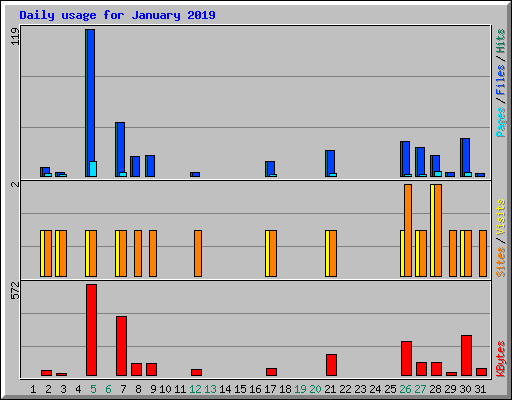 Daily usage for January 2019
119
2
572
Pages/Files/Hits
Sites/Visits
KBytes
1 2 3 4 5 6 7 8 9 10 11 12 13 14 15 16 17 18 19 20 21 22 23 24 25 26 27 28 29 30 31